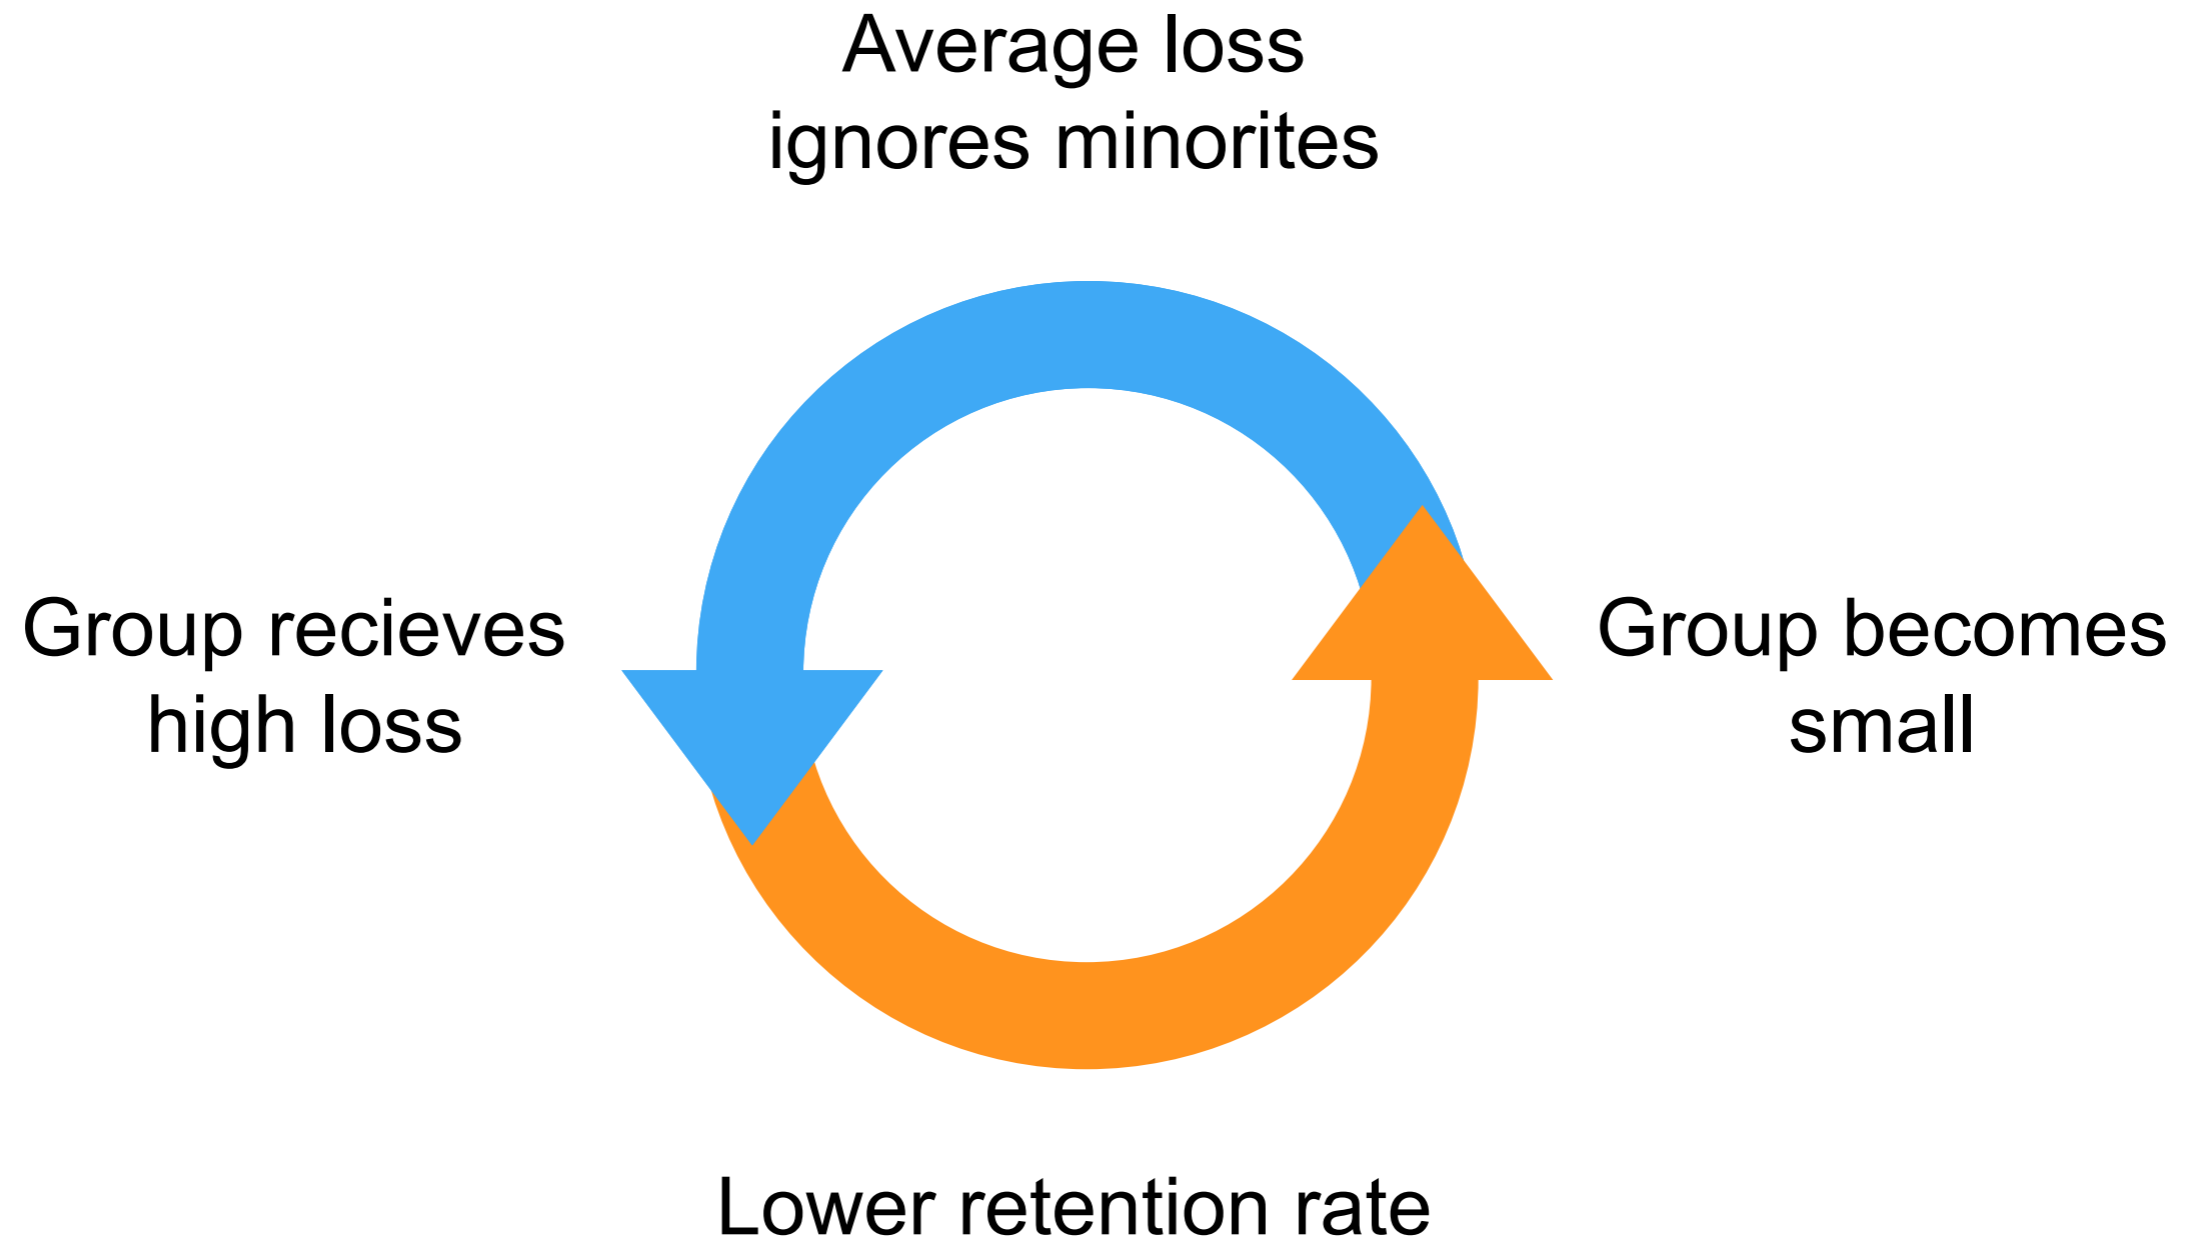 Average loss
ignores minorites
Group recieves
high loss
Group becomes
small
Lower retention rate